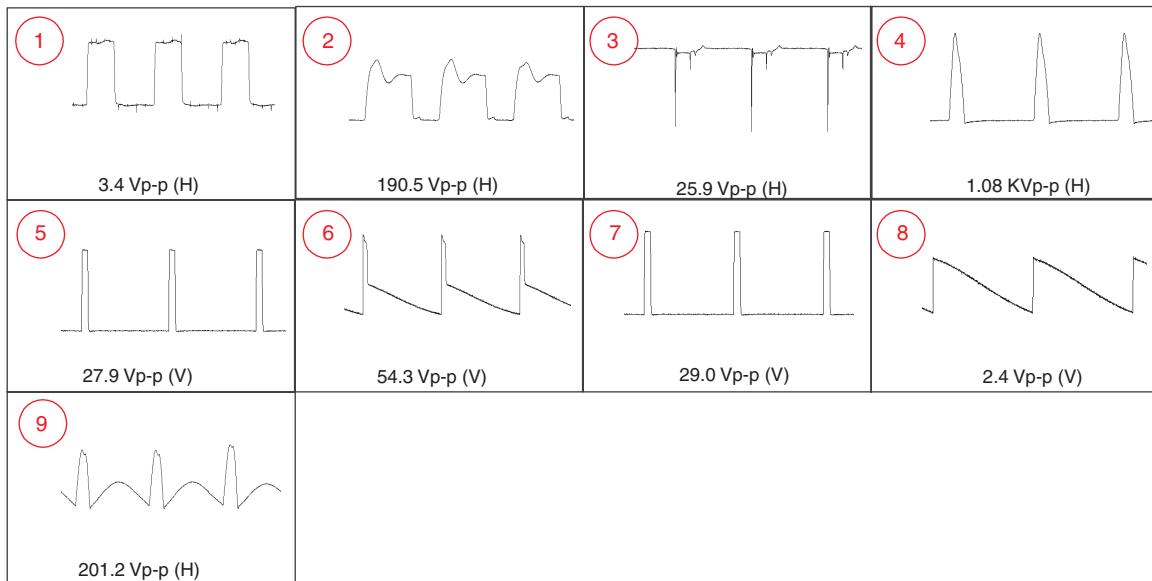 1
3.4 Vp-p (H)
2
190.5 Vp-p (H)
3
25.9 Vp-p (H)
4
1.08 KVp-p (H)
5
27.9 Vp-p (V)
6
54.3 Vp-p (V)
7
29.0 Vp-p (V)
8
2.4 Vp-p (V)
9
201.2 Vp-p (H)